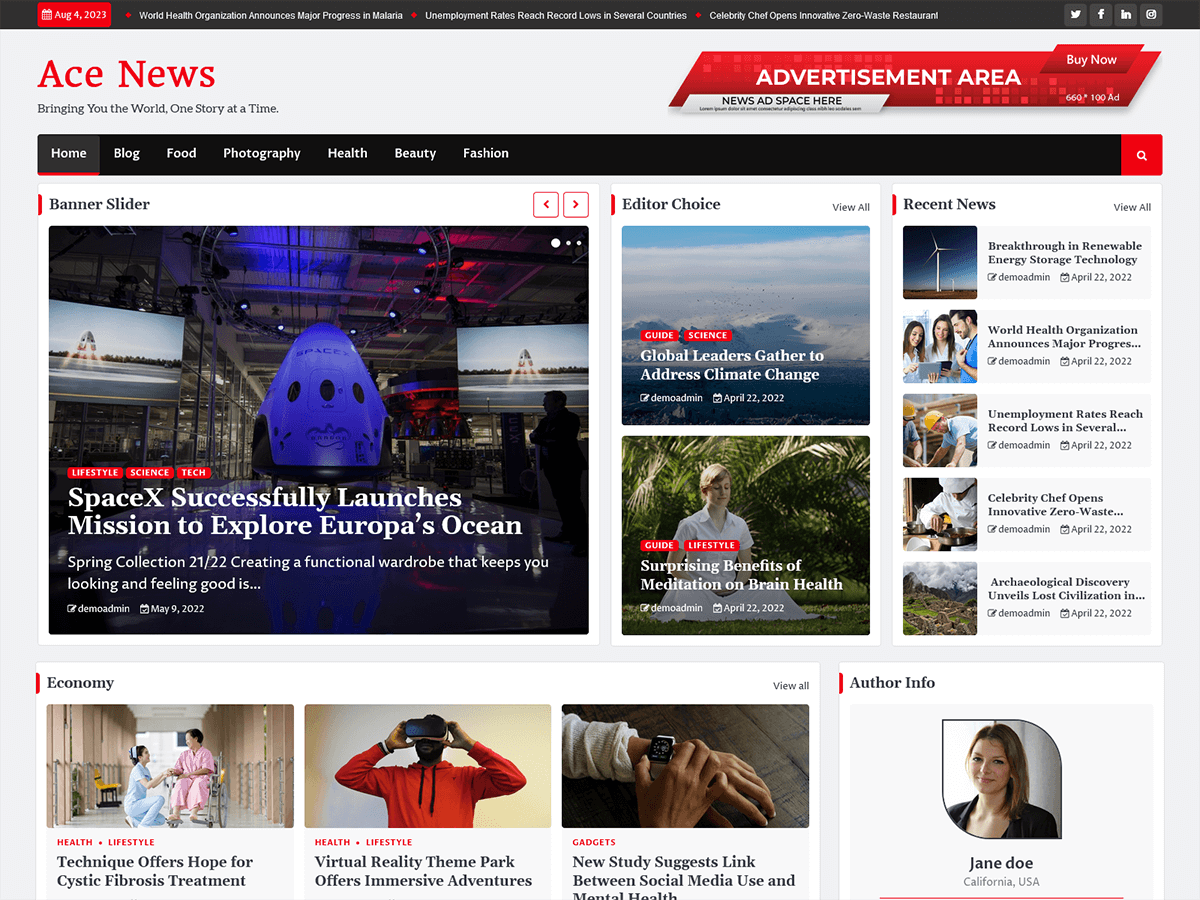 Aug 4, 2023
World Health Organization Announces Major Progress in Malaria
Unemployment Rates Reach Record Lows in Several Countries
Celebrity Chef Opens Innovative Zero-Waste Restaurant
Ace News
Bringing You the World, One Story at a Time.
Buy Now
ADVERTISEMENT AREA
NEWS AD SPACE HERE
660 * 100 Ad
Lorem ipsum dolor sit amet consectetur adipiscing
Home
Blog
Food
Photography
Health
Beauty
Fashion
Banner Slider
SPACEX
LIFESTYLE
SCIENCE
TECH
SpaceX Successfully Launches
Mission to Explore Europa’s Ocean
Spring Collection 21/22 Creating a functional wardrobe that keeps you
looking and feeling good is...
demoadmin
May 9, 2022
Editor Choice
View All
GUIDE
SCIENCE
Global Leaders Gather to
Address Climate Change
demoadmin
April 22, 2022
GUIDE
LIFESTYLE
Surprising Benefits of
Meditation on Brain Health
demoadmin
April 22, 2022
Recent News
View All
Breakthrough in Renewable
Energy Storage Technology
demoadmin
April 22, 2022
World Health Organization
Announces Major Progres...
demoadmin
April 22, 2022
Unemployment Rates Reach
Record Lows in Several...
demoadmin
April 22, 2022
Celebrity Chef Opens
Innovative Zero-Waste...
demoadmin
April 22, 2022
Archaeological Discovery
Unveils Lost Civilization in...
demoadmin
April 22, 2022
Economy
View all
HEALTH • LIFESTYLE
Technique Offers Hope for
Cystic Fibrosis Treatment
HEALTH • LIFESTYLE
Virtual Reality Theme Park
Offers Immersive Adventures
GADGETS
New Study Suggests Link
Between Social Media Use and
Mental Health
Author Info
Jane doe
California, USA